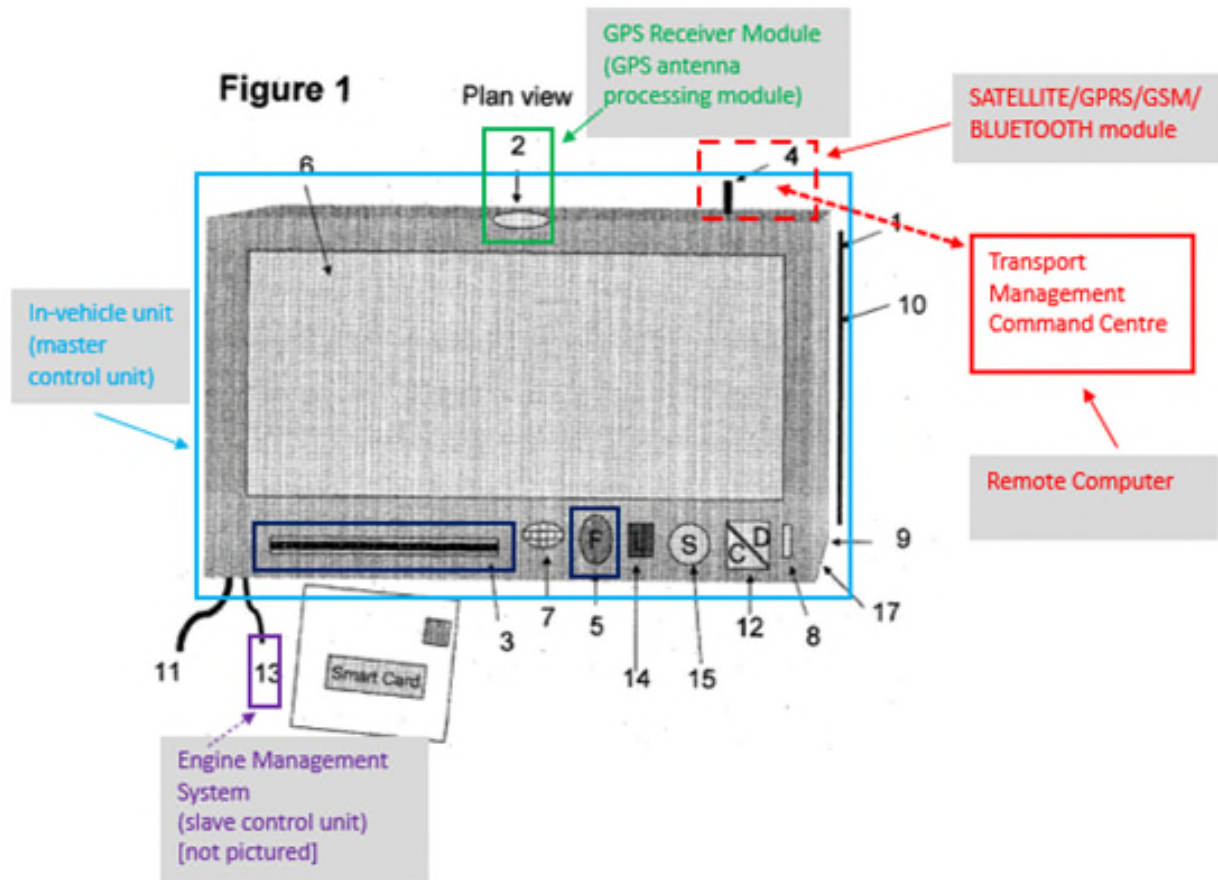 GPS Receiver Module
(GPS antenna
processing module)
Figure 1
Plan view
SATELLITE/GPRS/GSM/
BLUETOOTH module
2
4
6
1
10
Transport
Management
Command Centre
In-vehicle unit
(master
control unit)
Remote Computer
F
S
C D
9
3
7
5
12
8
17
14
15
11
13
Smart Card
Engine Management
System
(slave control unit)
[not pictured]